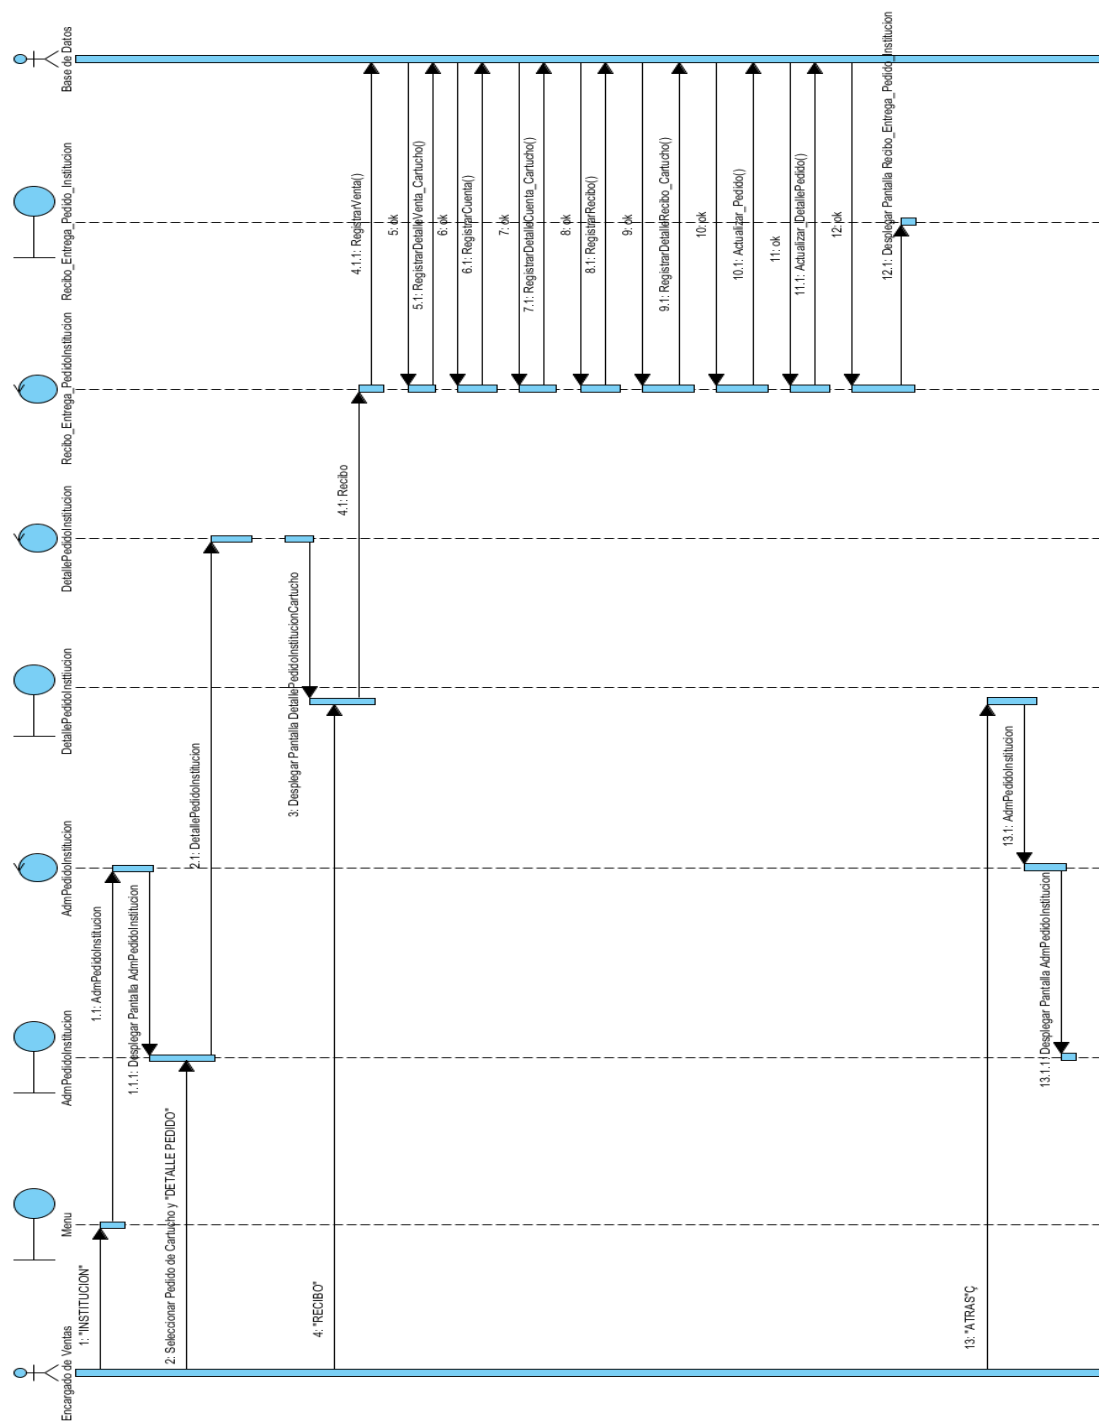 Encargado de Ventas
Menu
AdmPedidoInstitucion
AdmPedidoInstitucion
DetallePedidoInstitucion
DetallePedidoInstitucion
Recibo_Entrega_PedidoInstitucion
Recibo_Entrega_Pedido_Institucion
Base de Datos
1: "INSTITUCION"
1.1: AdmPedidoInstitucion
1.1.1: Desplegar Pantalla AdmPedidoInstitucion
2: Seleccionar Pedido de Cartucho y "DETALLE PEDIDO"
2.1: DetallePedidoInstitucion
3: Desplegar Pantalla DetallePedidoInstitucionCartucho
4: "RECIBO"
4.1: Recibo
4.1.1: RegistrarVenta()
5: ok
5.1: RegistrarDetalleVenta_Cartucho()
6: ok
6.1: RegistrarCuenta()
7: ok
7.1: RegistrarDetalleCuenta_Cartucho()
8: ok
8.1: RegistrarRecibo()
9: ok
9.1: RegistrarDetalleRecibo_Cartucho()
10: ok
10.1: Actualizar_Pedido()
11: ok
11.1: Actualizar_DetallePedido()
12: ok
12.1: Desplegar Pantalla Recibo_Entrega_Pedido_Institucion
13: "ATRAS"Ç
13.1: AdmPedidoInstitucion
13.1.1: Desplegar Pantalla AdmPedidoInstitucion